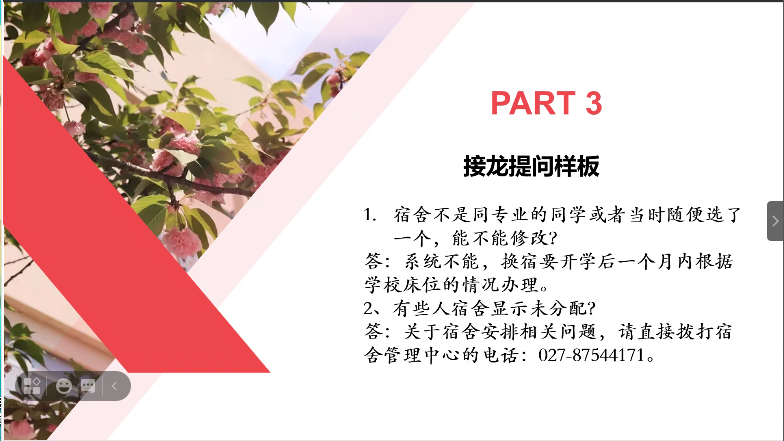 PART 3
接龙提问样板
1. 宿舍不是同专业的同学或者当时随便选了
一个，能不能修改？
答：系统不能，换宿要开学后一个月内根据
学校床位的情况办理。
2、有些人宿舍显示未分配？
答：关于宿舍安排相关问题，请直接拨打宿
舍管理中心的电话：027-87544171。